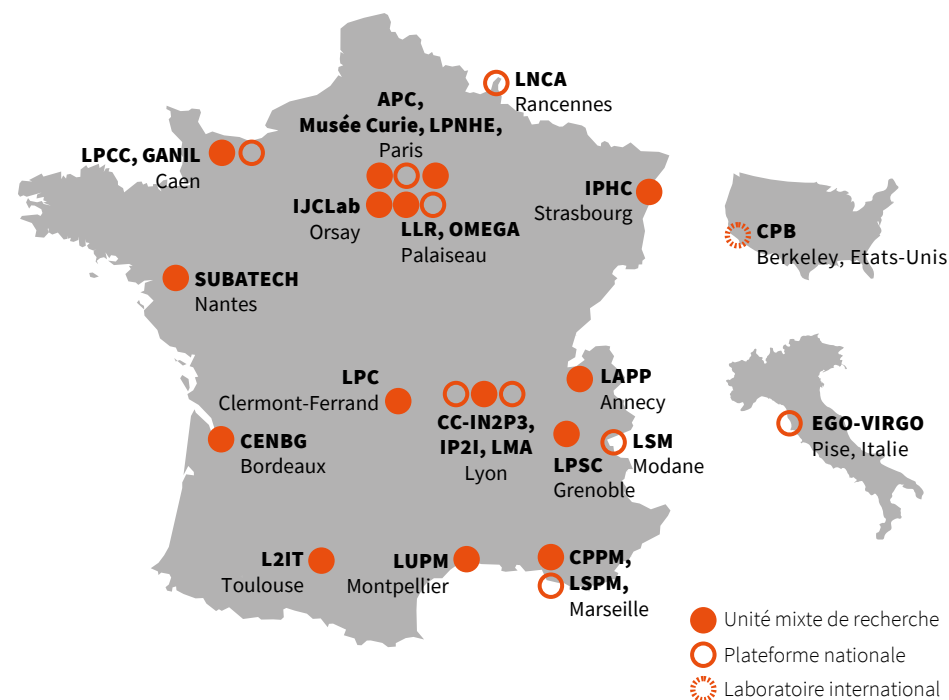 LNCA
Rancennes
APC,
Musée Curie, LPNHE,
Paris
LPCC, GANIL
Caen
IJCLab
Orsay
LLR, OMEGA
Palaiseau
IPHC
Strasbourg
CPB
Berkeley, Etats-Unis
SUBATECH
Nantes
LPC
Clermont-Ferrand
CC-IN2P3,
IP2I, LMA
Lyon
LAPP
Annecy
CENBG
Bordeaux
LPSC
Grenoble
LSM
Modane
EGO-VIRGO
Pise, Italie
L2IT
Toulouse
LUPM
Montpellier
CPPM,
LSPM,
Marseille
Unité mixte de recherche
Plateforme nationale
Laboratoire international